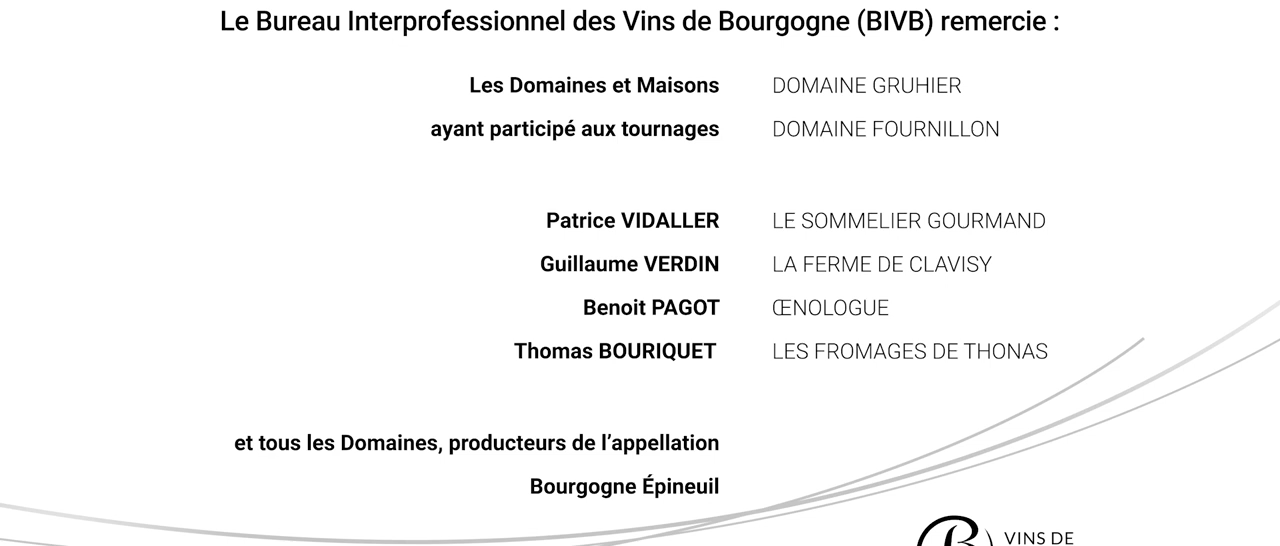 Le Bureau Interprofessionnel des Vins de Bourgogne (BIVB) remercie :
Les Domaines et Maisons DOMAINE GRUHIER
ayant participé aux tournages DOMAINE FOURNILLON
Patrice VIDALLER LE SOMMELIER GOURMAND
Guillaume VERDIN LA FERME DE CLAVISY
Benoit PAGOT ŒNOLOGUE
Thomas BOURIQUET LES FROMAGES DE THONAS
et tous les Domaines, producteurs de l’appellation
Bourgogne Épineuil
B VINS DE